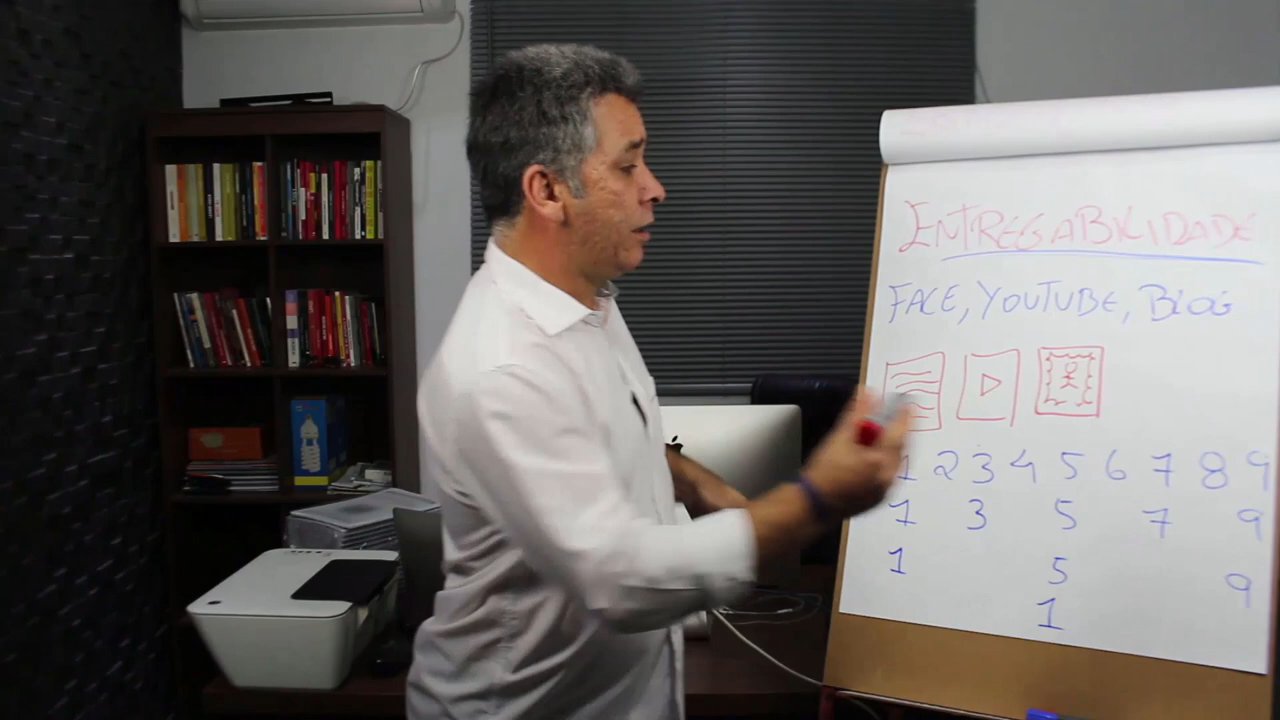 ENTREGABILIDADE
FACE, YOUTUBE, BLOG
1 2 3 4 5 6 7 8 9
1 3 5 7 9
1 5 9
1